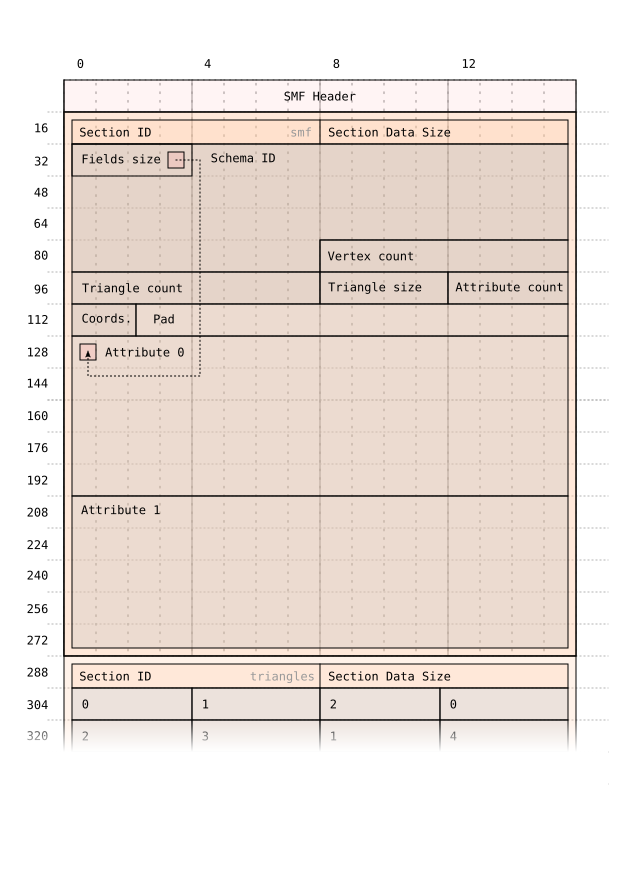 0 4 8 12
SMF Header
16 Section ID smf Section Data Size
32 Fields size Schema ID
48
64
80 Vertex count
96 Triangle count Triangle size Attribute count
112 Coords. Pad
128 Attribute 0
144
160
176
192
208 Attribute 1
224
240
256
272
288 Section ID triangles Section Data Size
304 0 1 2 0
320 2 3 1 4